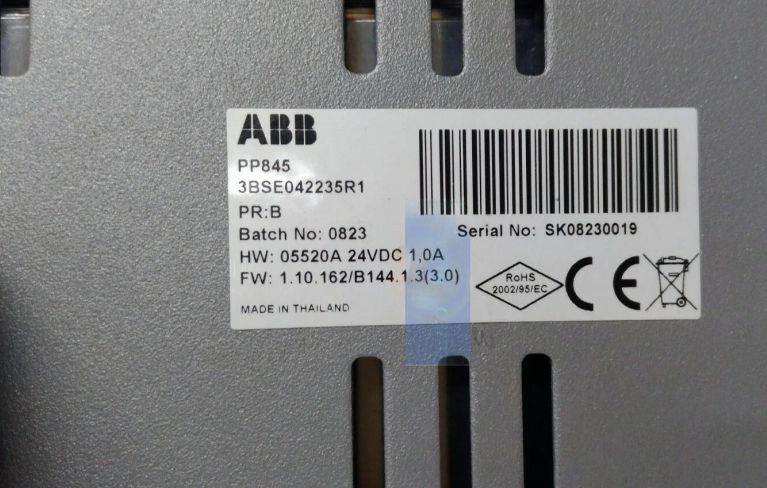 ABB
PP845
3BSE042235R1
PR:B
Batch No: 0823
Serial No: SK08230019
HW: 05520A 24VDC 1,0A
FW: 1.10.162/B144.1.3(3.0)
RoHS
2002/95/EC
CE
MADE IN THAILAND